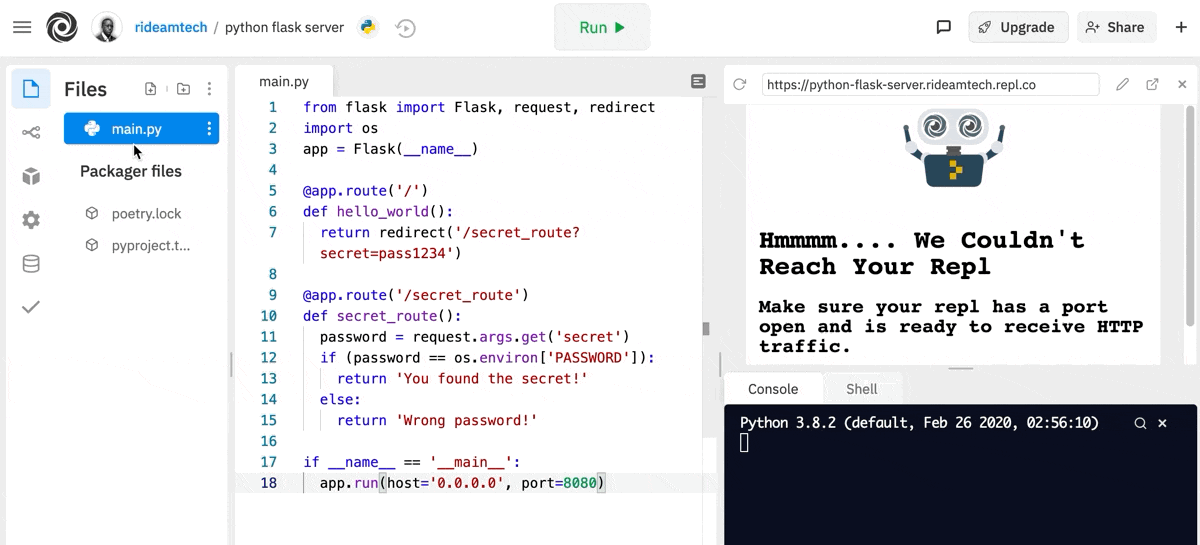 rideamtech / python flask server
Run
Upgrade
Share
Files
main.py
Packager files
poetry.lock
pyproject.t...
main.py
1 from flask import Flask, request, redirect
2 import os
3 app = Flask(__name__)
4
5 @app.route('/')
6 def hello_world():
7 return redirect('/secret_route?
secret=pass1234')
8
9 @app.route('/secret_route')
10 def secret_route():
11 password = request.args.get('secret')
12 if (password == os.environ['PASSWORD']):
13 return 'You found the secret!'
14 else:
15 return 'Wrong password!'
16
17 if __name__ == '__main__':
18 app.run(host='0.0.0.0', port=8080)
https://python-flask-server.rideamtech.repl.co
Hmmmm.... We Couldn't
Reach Your Repl
Make sure your repl has a port
open and is ready to receive HTTP
traffic.
Console
Shell
Python 3.8.2 (default, Feb 26 2020, 02:56:10)